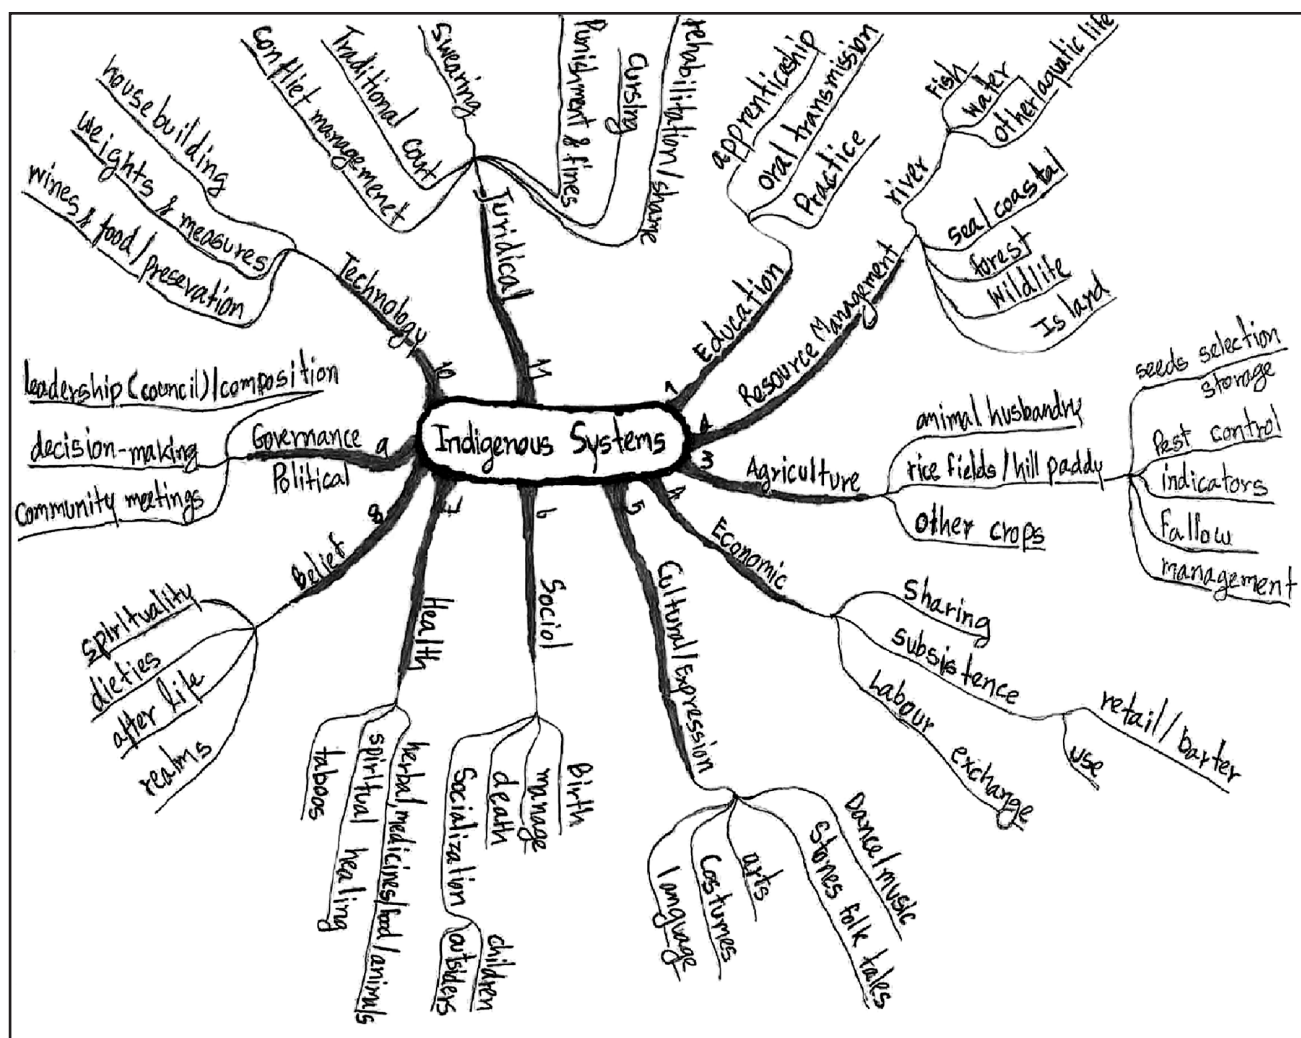 Indigenous Systems
1
Education
apprenticeship
oral transmission
Practice
Resource Management
river
Fish
Water
other aquatic life
sea/coastal
forest
wildlife
Island
3
Agriculture
animal husbandry
rice fields/hill paddy
other crops
seeds selection
storage
Pest control
indicators
Fallow
management
4
Economic
Sharing
subsistence
retail/barter
use
Labour exchange
5
Cultural/Expression
Dance/music
Stories folk tales
arts
Costumes
language
6
Social
Birth
manage
death
Socialization
children
outsiders
Health
herbal/medicines/food/animals
spiritual healing
taboos
8
Belief
spirituality
dieties
after life
realms
9
Governance
Political
leadership (council)/composition
decision-making
community meetings
10
Technology
house building
weights & measures
wines & food/preservation
11
Juridical
conflict managemenet
Traditional court
swearing
Punishment & fines
Cursing
rehabilitation/shame